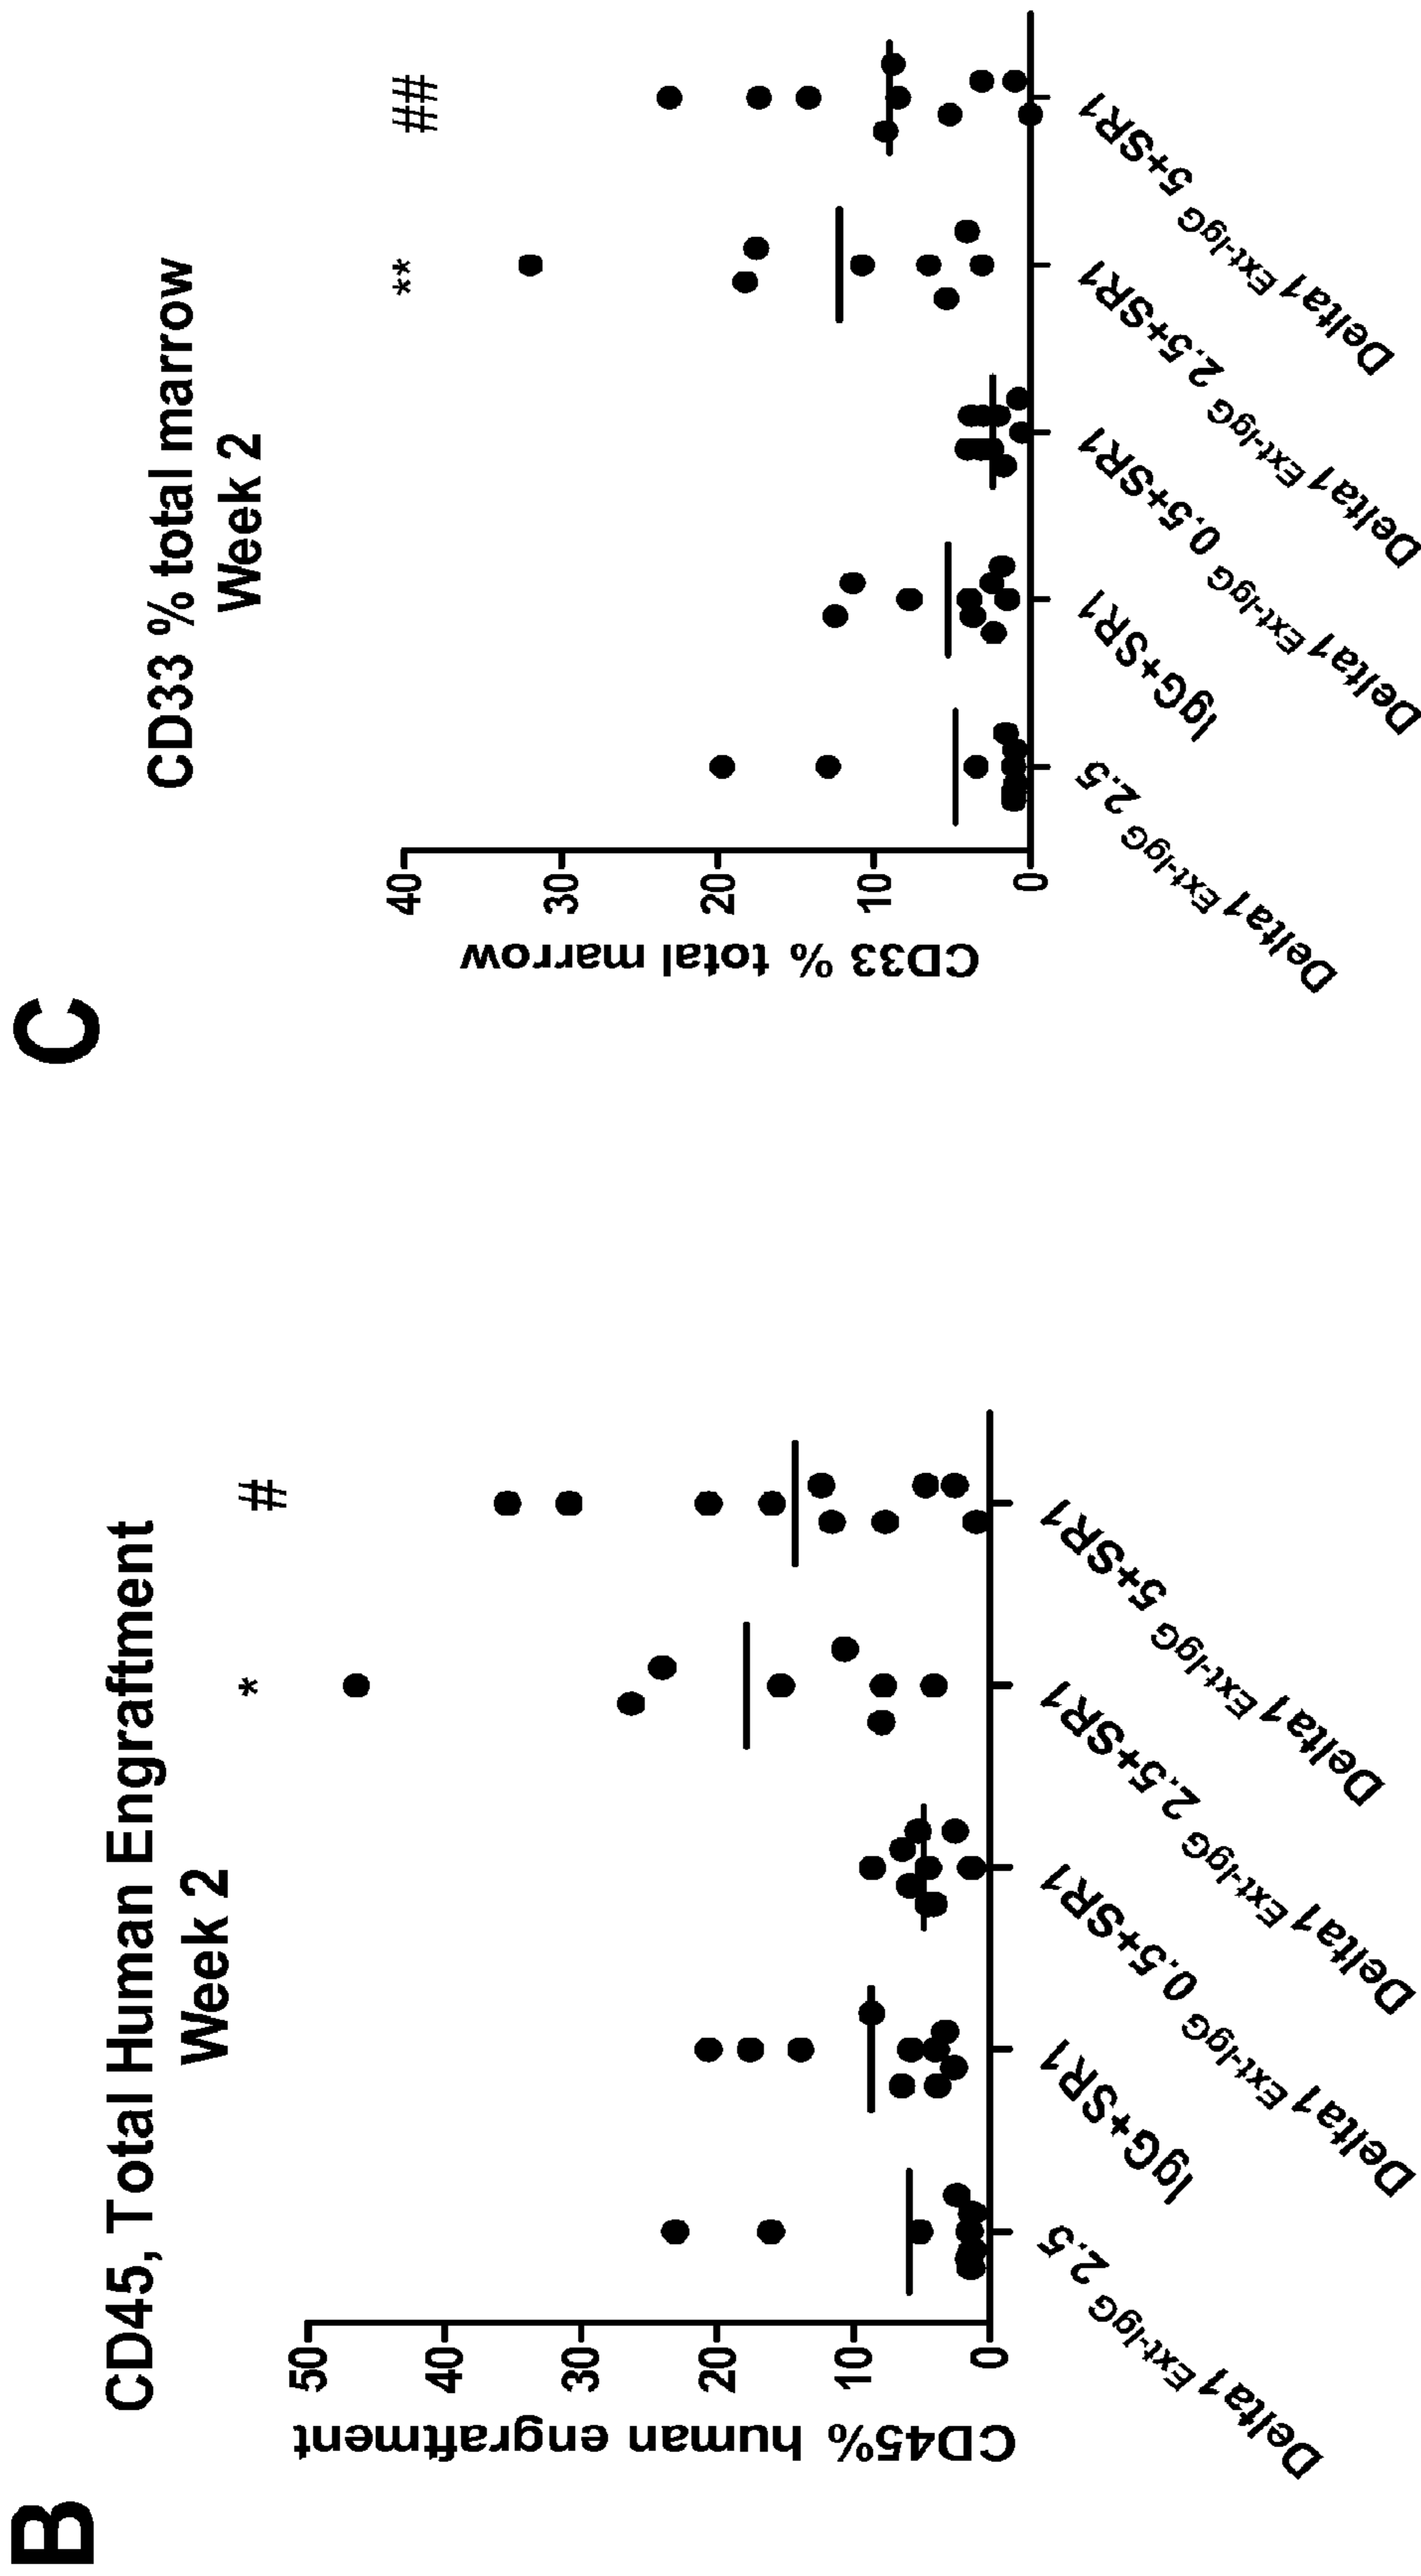 B
CD45, Total Human Engraftment
Week 2
* #
CD45% human engraftment
50
40
30
20
10
0
Delta1 Ext-IgG 2.5
IgG+SR1
Delta1 Ext-IgG 0.5+SR1
Delta1 Ext-IgG 2.5+SR1
Delta1 Ext-IgG 5+SR1
C
CD33 % total marrow
Week 2
** ##
CD33 % total marrow
40
30
20
10
0
Delta1 Ext-IgG 2.5
IgG+SR1
Delta1 Ext-IgG 0.5+SR1
Delta1 Ext-IgG 2.5+SR1
Delta1 Ext-IgG 5+SR1